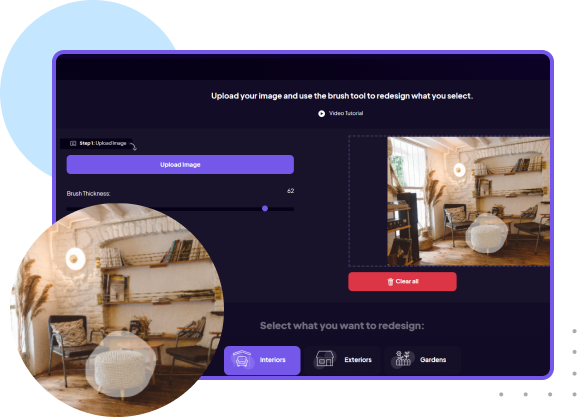 Upload your image and use the brush tool to redesign what you select.
Video Tutorial
Step 1: Upload Image
Upload Image
Brush Thickness:
62
Clear all
Select what you want to redesign:
Interiors
Exteriors
Gardens